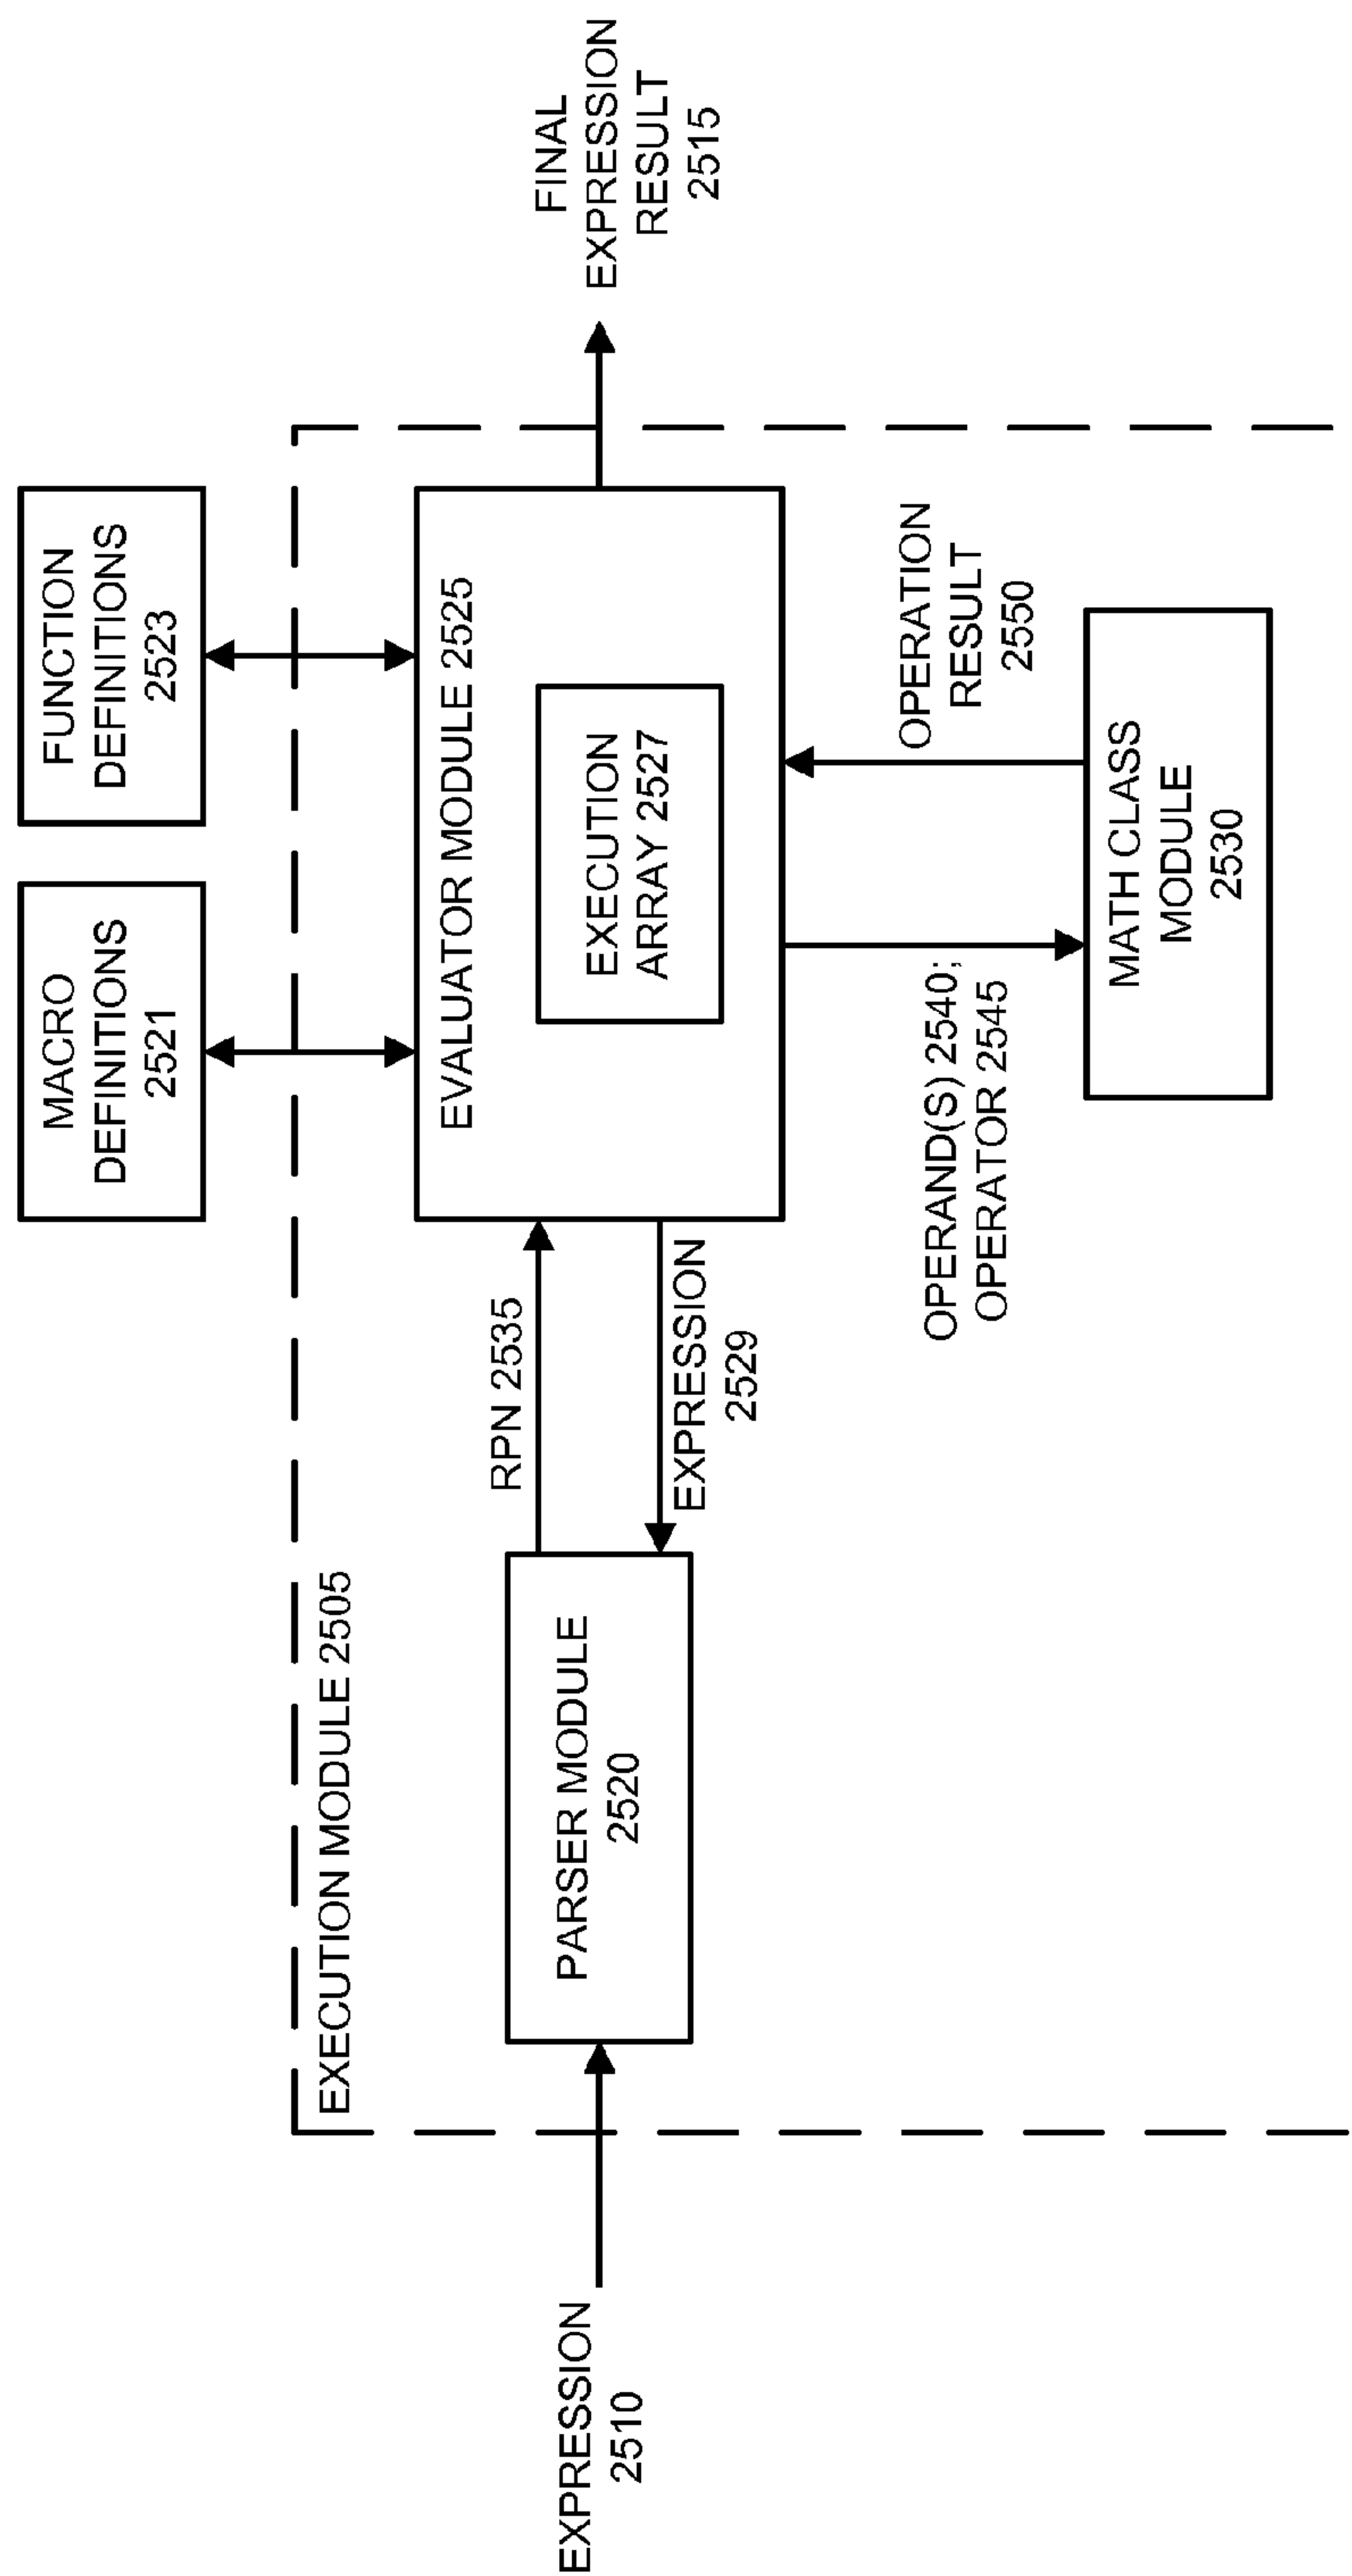 MACRO
DEFINITIONS
2521
FUNCTION
DEFINITIONS
2523
EXECUTION MODULE 2505
EXPRESSION
2510
PARSER MODULE
2520
RPN 2535
EXPRESSION
2529
EVALUATOR MODULE 2525
EXECUTION
ARRAY 2527
FINAL
EXPRESSION
RESULT
2515
OPERAND(S) 2540;
OPERATOR 2545
OPERATION
RESULT
2550
MATH CLASS
MODULE
2530